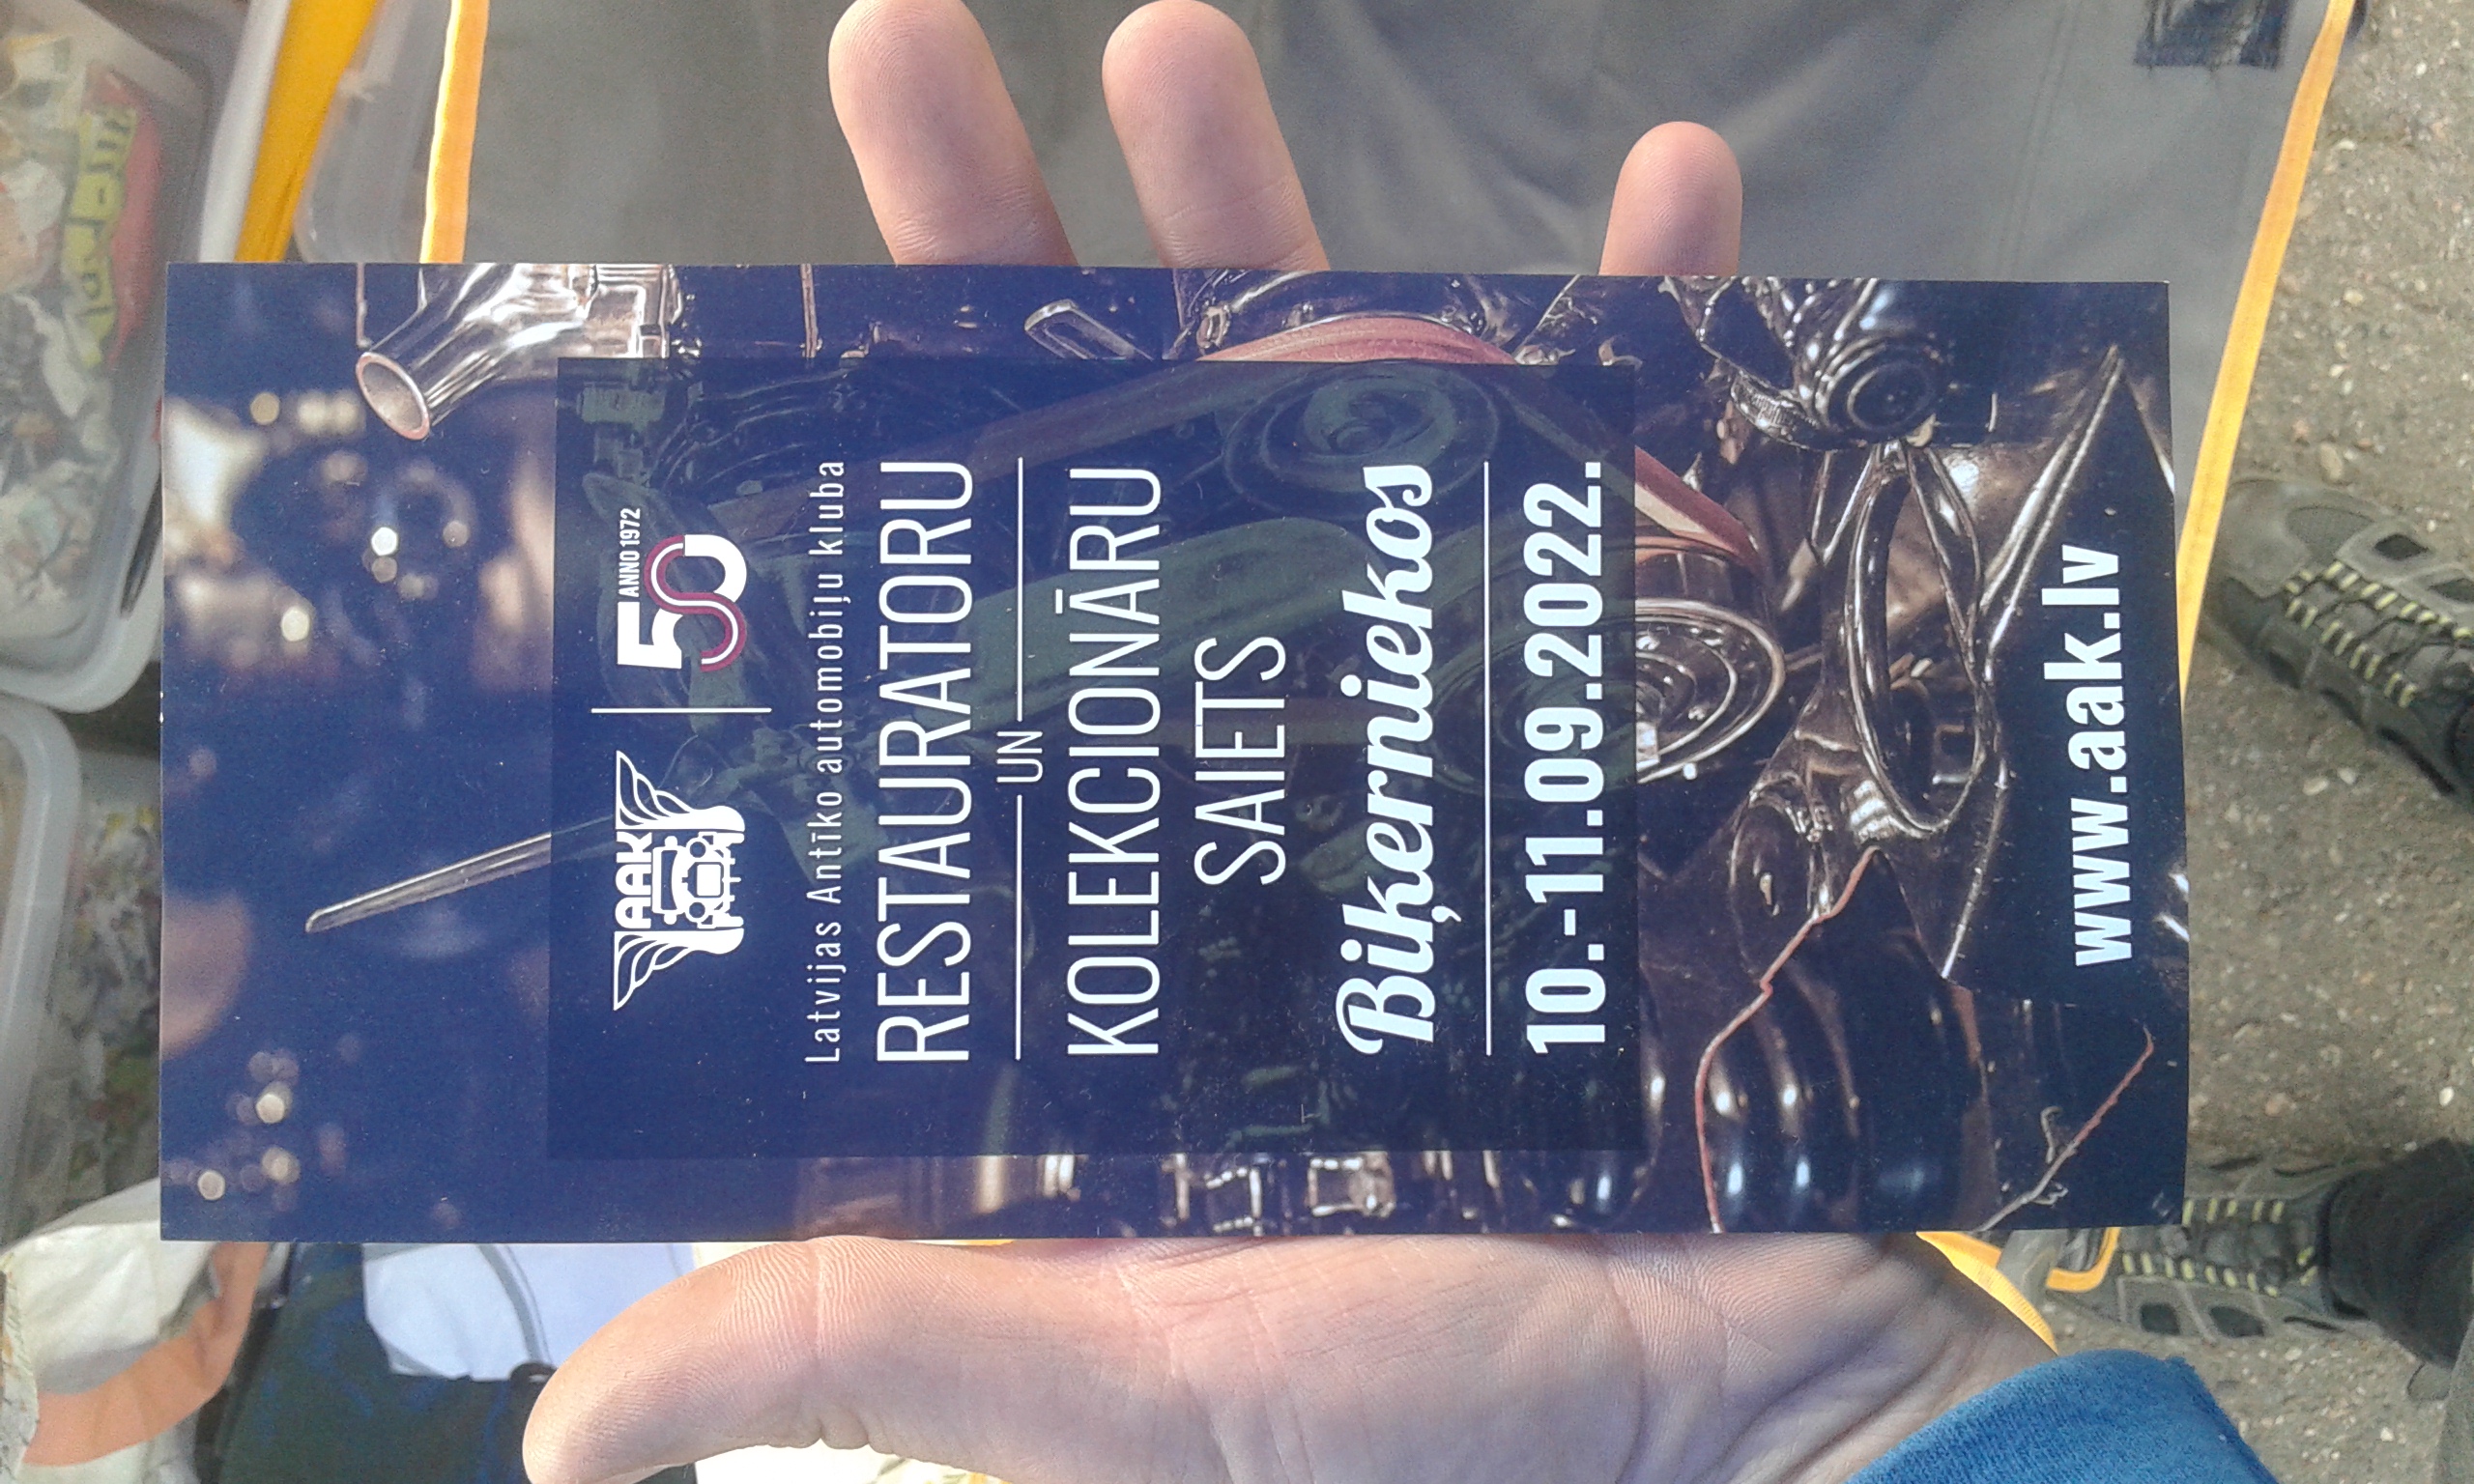 AAK
ANNO 1972
50
Latvijas Antīko automobiļu kluba
RESTAURATORU
UN
KOLEKCIONĀRU
SAIETS
Biķerniekos
10.-11.09.2022.
www.aak.lv